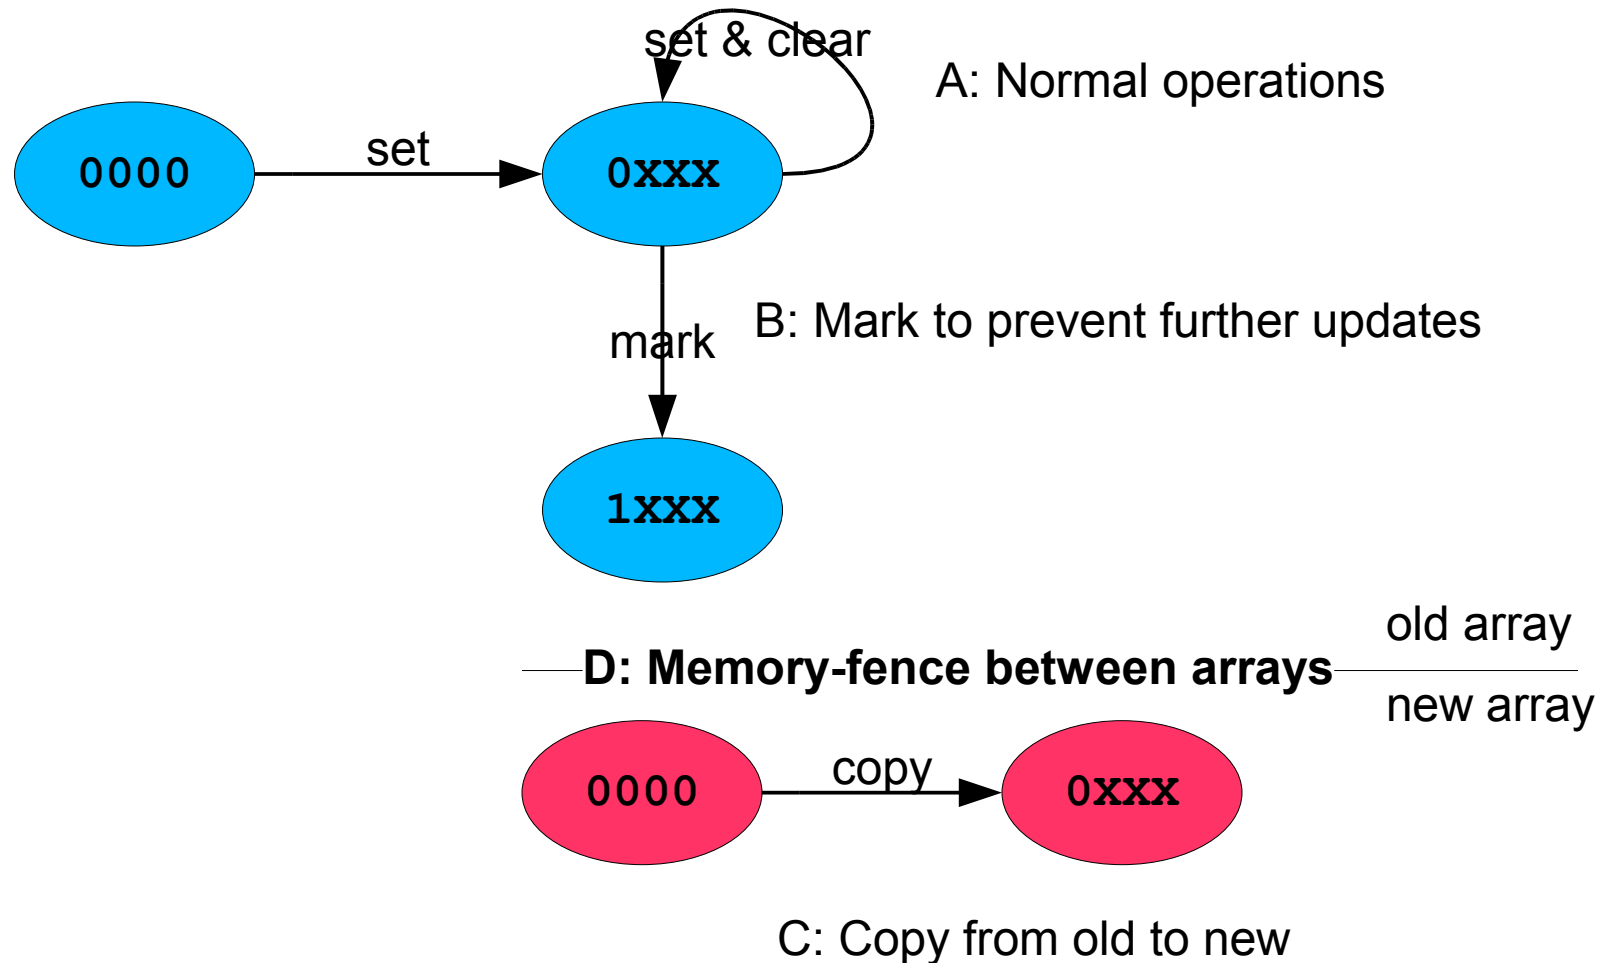 set & clear
A: Normal operations
0000
set
0XXX
mark
B: Mark to prevent further updates
1XXX
old array
D: Memory-fence between arrays
new array
0000
copy
0XXX
C: Copy from old to new